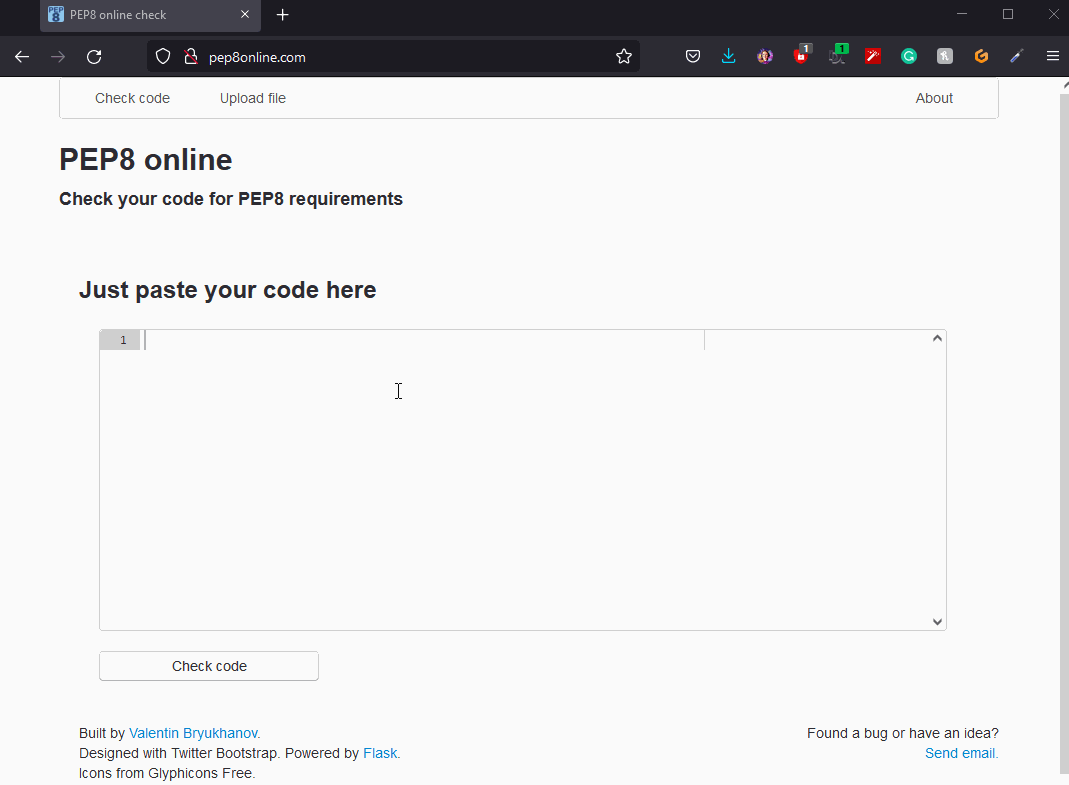 PEP8 online check
pep8online.com
1
1
Check code
Upload file
About
PEP8 online
Check your code for PEP8 requirements
Just paste your code here
1
Check code
Built by Valentin Bryukhanov.
Designed with Twitter Bootstrap. Powered by Flask.
Icons from Glyphicons Free.
Found a bug or have an idea?
Send email.